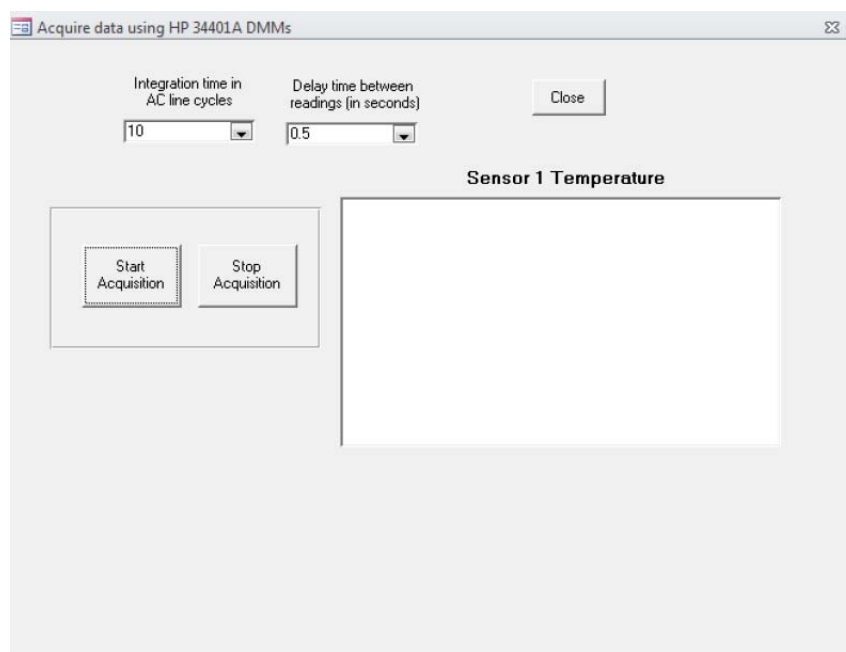 Acquire data using HP 34401A DMMs
Integration time in
AC line cycles
10
Delay time between
readings (in seconds)
0.5
Close
Sensor 1 Temperature
Start
Acquisition
Stop
Acquisition